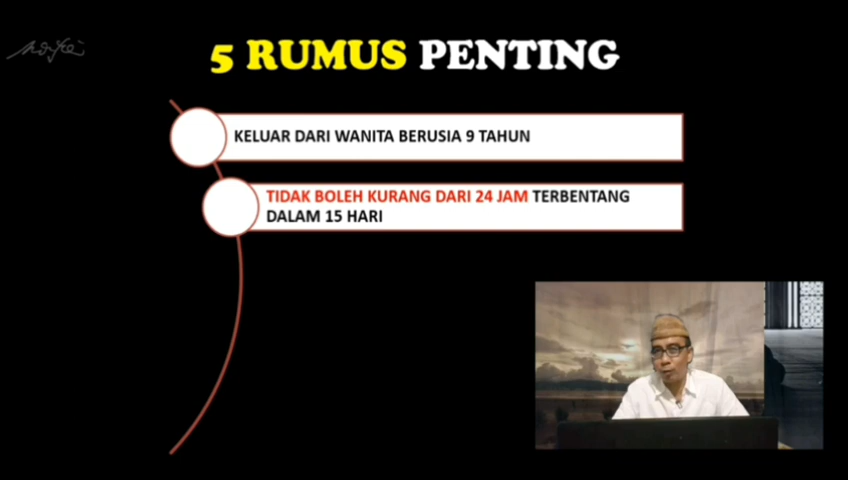 5 RUMUS PENTING
KELUAR DARI WANITA BERUSIA 9 TAHUN
TIDAK BOLEH KURANG DARI 24 JAM TERBENTANG
DALAM 15 HARI